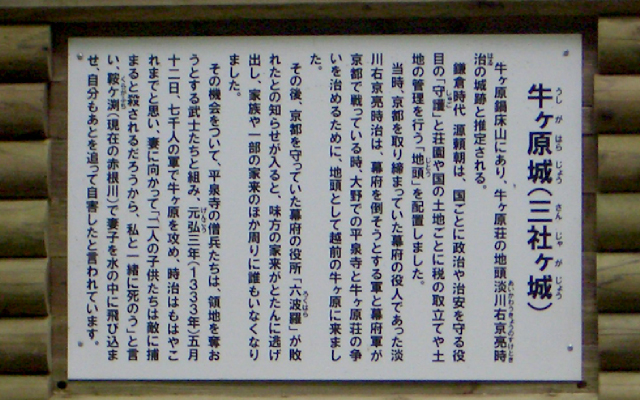 牛ヶ原城(三社ヶ城)
うしがはらじょう さんじゃがじょう
牛ヶ原鍋床山にあり、牛ヶ原荘の地頭淡川右京亮時
治の城跡と推定される。
鎌倉時代、源頼朝は、国ごとに政治や治安を守る役
目の「守護」と荘園や国の土地ごとに税の取立てや土
地の管理を行う「地頭」を配置しました。
当時、京都を取り締まっていた幕府の役人であった淡
川右京亮時治は、幕府を倒そうとする軍と幕府軍が
京都で戦っている時、大野での平泉寺と牛ヶ原荘の争
いを治めるために、地頭として越前の牛ヶ原に来まし
た。
その後、京都を守っていた幕府の役所「六波羅」が敗
れたとの知らせが入ると、味方の家来がとたんに逃げ
出し、家族や一部の家来のほか周りに誰もいなくなり
ました。
その機会をついて、平泉寺の僧兵たちは、領地を奪お
うとする武士たちと組み、元弘三年(1333年)五月
十二日、七千人の軍で牛ヶ原を攻め、時治はもはやこ
れまでと思い、妻に向かって「二人の子供たちは敵に捕
まると殺されるだろうから、私と一緒に死のう」と言
い、鞍ヶ渕(現在の赤根川)で妻子を水の中に飛び込ま
せ、自分もあとを追って自害したと言われています。